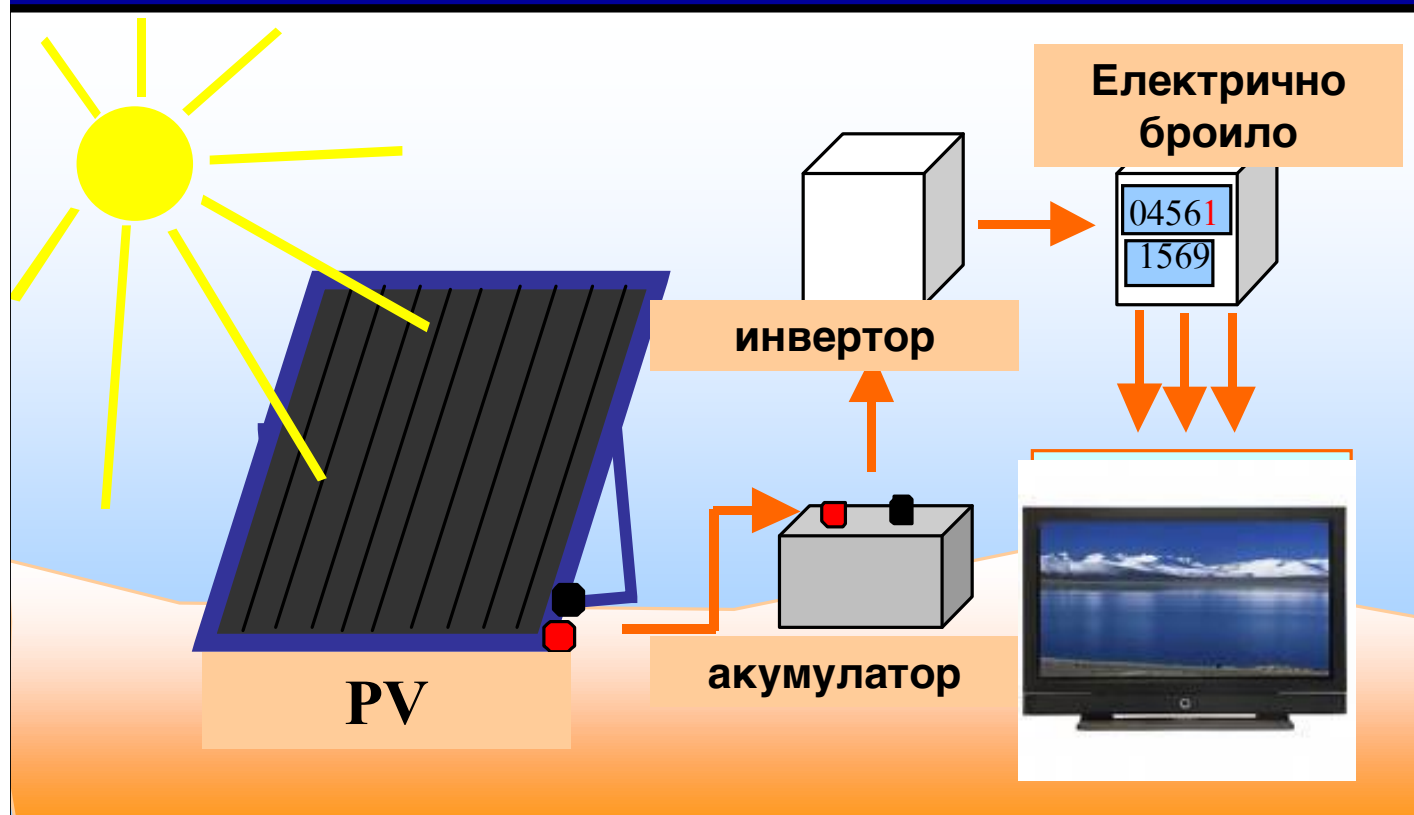 Електрично
броило
04561
1569
инвертор
акумулатор
PV